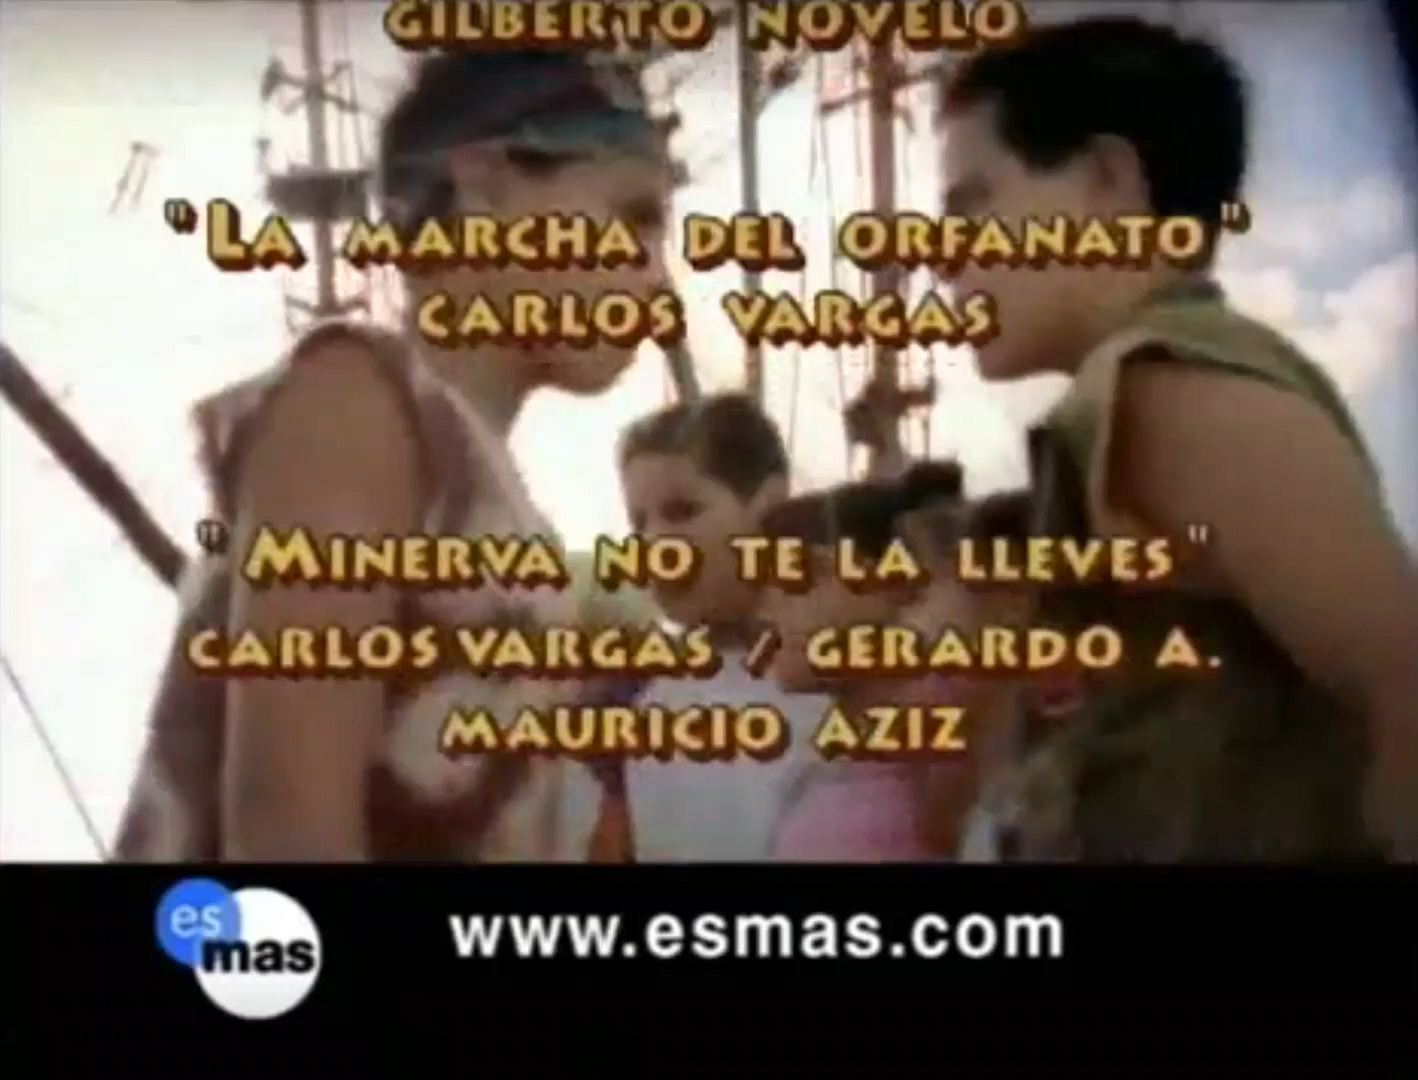 GILBERTO NOVELO
"LA MARCHA DEL ORFANATO"
CARLOS VARGAS
"MINERVA NO TE LA LLEVES"
CARLOS VARGAS / GERARDO A.
MAURICIO AZIZ
es
mas
www.esmas.com